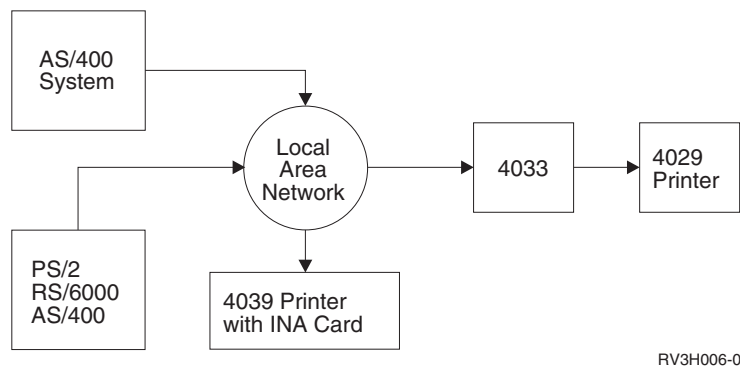 AS/400
System
Local
Area
Network
4033
4029
Printer
PS/2
RS/6000
AS/400
4039 Printer
with INA Card
RV3H006-0